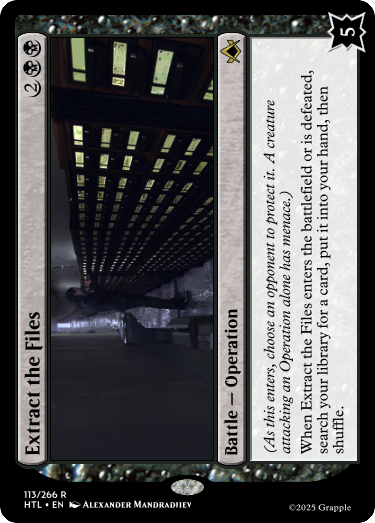 Extract the Files 2
Battle — Operation
(As this enters, choose an opponent to protect it. A creature
attacking an Operation alone has menace.)
When Extract the Files enters the battlefield or is defeated,
search your library for a card, put it into your hand, then
shuffle.
5
113/266 R
HTL • EN Alexander Mandradjiev
©2025 Grapple